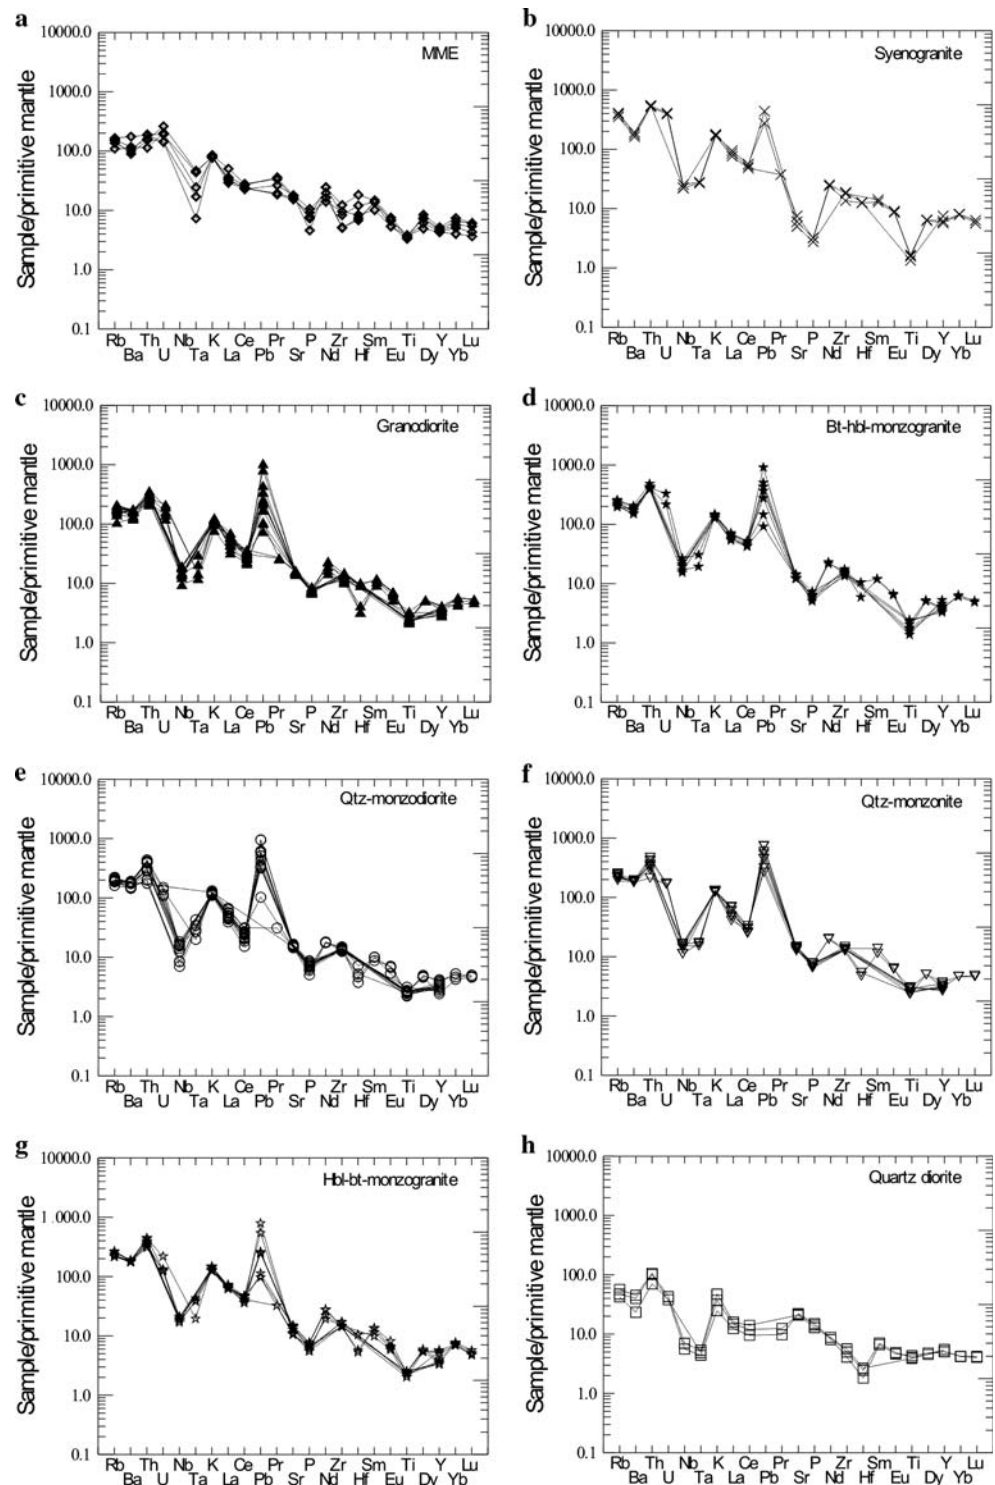 a
MME
Sample/primitive mantle
10000.0
1000.0
100.0
10.0
1.0
0.1
Rb Th Nb K Ce Pr P Zr Sm Ti Y Lu
Ba U Ta La Pb Sr Nd Hf Eu Dy Yb
b
Syenogranite
Sample/primitive mantle
10000.0
1000.0
100.0
10.0
1.0
0.1
Rb Th Nb K Ce Pr P Zr Sm Ti Y Lu
Ba U Ta La Pb Sr Nd Hf Eu Dy Yb
c
Granodiorite
Sample/primitive mantle
10000.0
1000.0
100.0
10.0
1.0
0.1
Rb Th Nb K Ce Pr P Zr Sm Ti Y Lu
Ba U Ta La Pb Sr Nd Hf Eu Dy Yb
d
Bt-hbl-monzogranite
Sample/primitive mantle
10000.0
1000.0
100.0
10.0
1.0
0.1
Rb Th Nb K Ce Pr P Zr Sm Ti Y Lu
Ba U Ta La Pb Sr Nd Hf Eu Dy Yb
e
Qtz-monzodiorite
Sample/primitive mantle
10000.0
1000.0
100.0
10.0
1.0
0.1
Rb Th Nb K Ce Pr P Zr Sm Ti Y Lu
Ba U Ta La Pb Sr Nd Hf Eu Dy Yb
f
Qtz-monzonite
Sample/primitive mantle
10000.0
1000.0
100.0
10.0
1.0
0.1
Rb Th Nb K Ce Pr P Zr Sm Ti Y Lu
Ba U Ta La Pb Sr Nd Hf Eu Dy Yb
g
Hbl-bt-monzogranite
Sample/primitive mantle
10000.0
1.000.0
100.0
10.0
1.0
0.1
Rb Th Nb K Ce Pr P Zr Sm Ti Y Lu
Ba U Ta La Pb Sr Nd Hf Eu Dy Yb
h
Quartz diorite
Sample/primitive mantle
10000.0
1000.0
100.0
10.0
1.0
0.1
Rb Th Nb K Ce Pr P Zr Sm Ti Y Lu
Ba U Ta La Pb Sr Nd Hf Eu Dy Yb